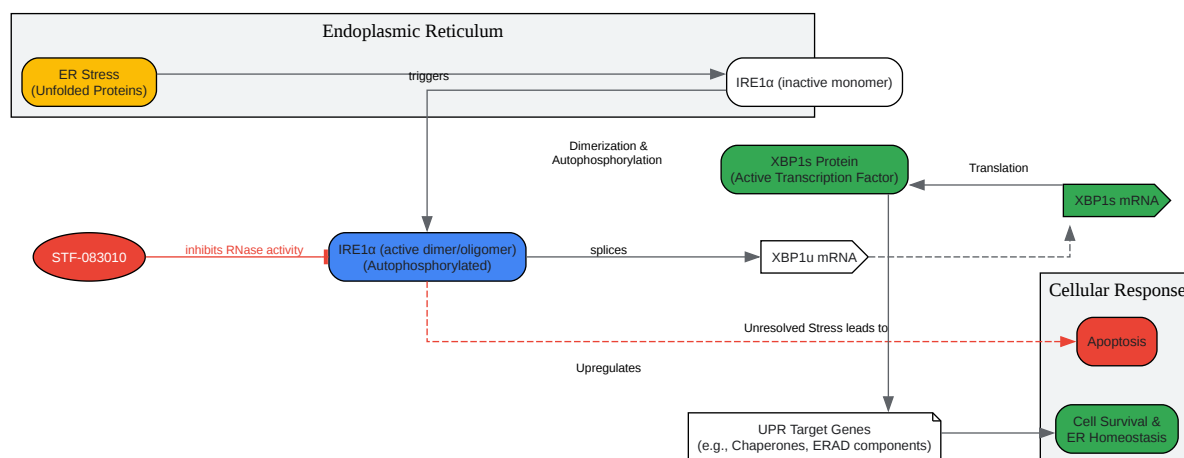 Endoplasmic Reticulum
ER Stress
(Unfolded Proteins)
triggers
IRE1α (inactive monomer)
Dimerization &
Autophosphorylation
XBP1s Protein
(Active Transcription Factor)
Translation
XBP1s mRNA
STF-083010
inhibits RNase activity
IRE1α (active dimer/oligomer)
(Autophosphorylated)
splices
XBP1u mRNA
Cellular Response
Unresolved Stress leads to
Apoptosis
Upregulates
UPR Target Genes
(e.g., Chaperones, ERAD components)
Cell Survival &
ER Homeostasis